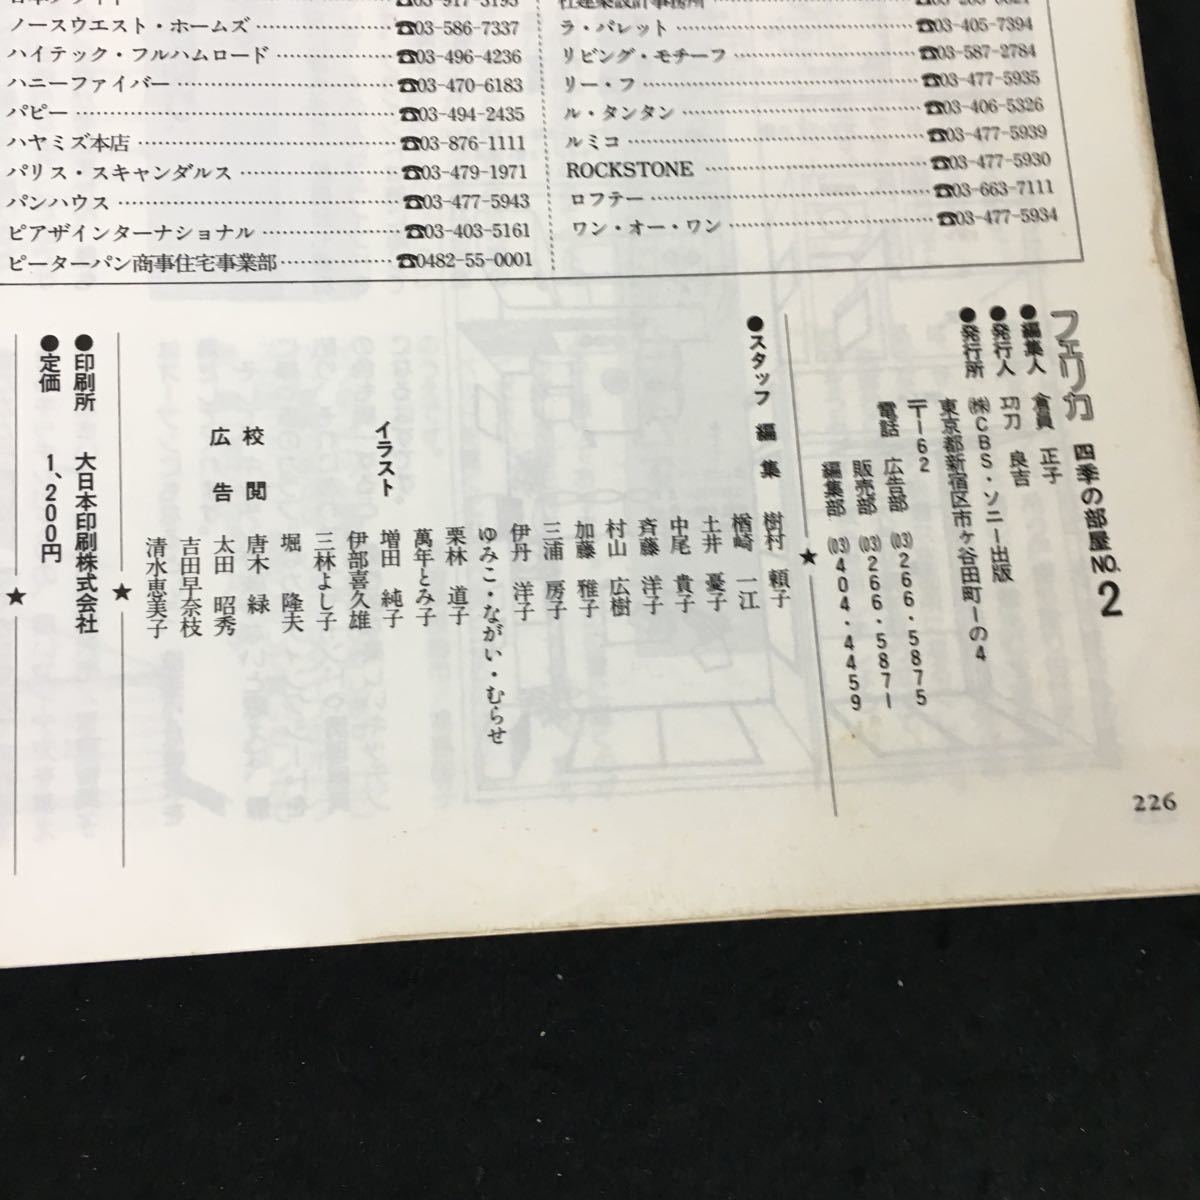 ノースウエスト・ホームズ……☎03-586-7337
ハイテック・フルハムロード……☎03-496-4236
ハニーファイバー……☎03-470-6183
パピー……☎03-494-2435
ハヤミズ本店……☎03-876-1111
パリス・スキャンダルス……☎03-479-1971
パンハウス……☎03-477-5943
ピアザインターナショナル……☎03-403-5161
ピーターパン商事住宅事業部……☎0482-55-0001
ラ・パレット……☎03-405-7394
リビング・モチーフ……☎03-587-2784
リー・フ……☎03-477-5935
ル・タンタン……☎03-406-5326
ルミコ……☎03-477-5939
ROCKSTONE……☎03-477-5930
ロフテー……☎03-663-7111
ワン・オー・ワン……☎03-477-5934
フェリカ 四季の部屋NO.2
●編集人 倉員 正子
●発行人 功刀 良吉
●発行所 ㈱CBS・ソニー出版
東京都新宿区市ヶ谷田町1の4
〒162
電話 広告部 (03)266・5875
販売部 (03)266・5871
編集部 (03)404・4459
★
●スタッフ 編集 樹村 頼子
楢崎 一江
土井 憂子
中尾 貴子
斉藤 洋子
村山 広樹
加藤 雅子
三浦 房子
伊丹 洋子
ゆみこ・ながい・むらせ
栗林 道子
萬年とみ子
イラスト 増田 純子
伊部喜久雄
三林よし子
堀 隆夫
校閲 唐木 緑
広告 太田 昭秀
吉田早奈枝
清水恵美子
★
●印刷所 大日本印刷株式会社
●定価 1、200円
★
226